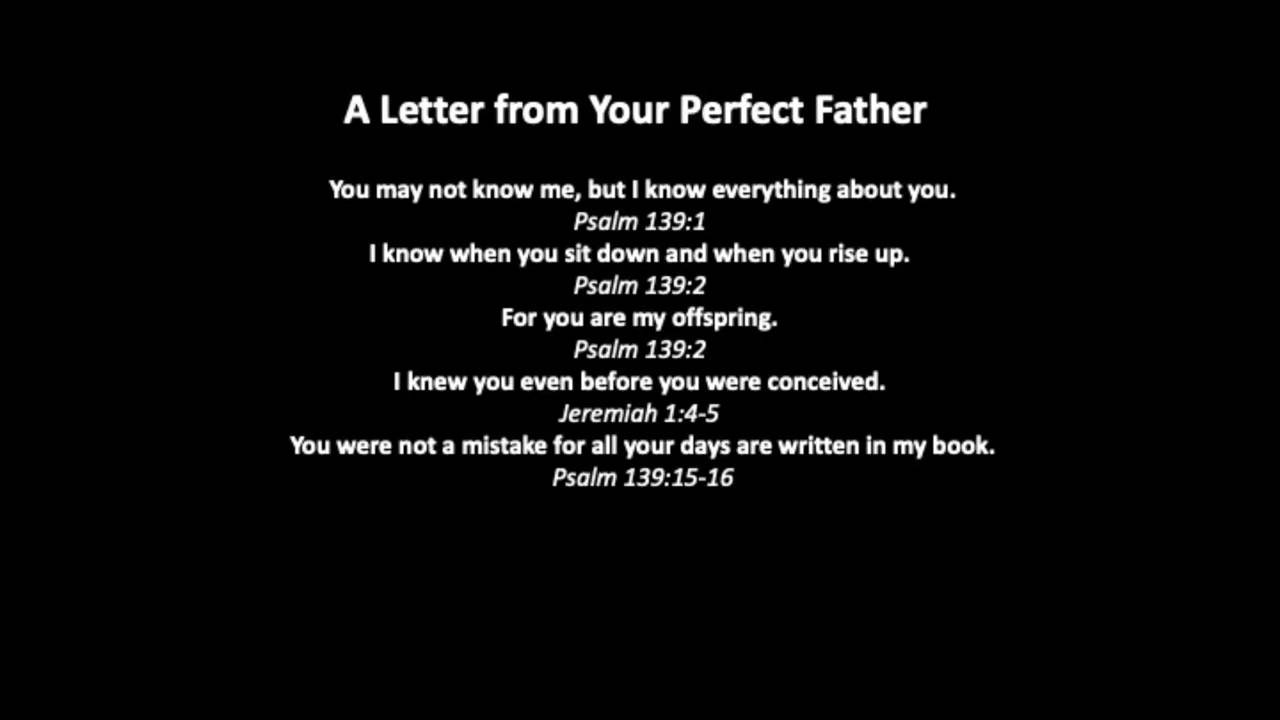 A Letter from Your Perfect Father
You may not know me, but I know everything about you.
Psalm 139:1
I know when you sit down and when you rise up.
Psalm 139:2
For you are my offspring.
Psalm 139:2
I knew you even before you were conceived.
Jeremiah 1:4-5
You were not a mistake for all your days are written in my book.
Psalm 139:15-16